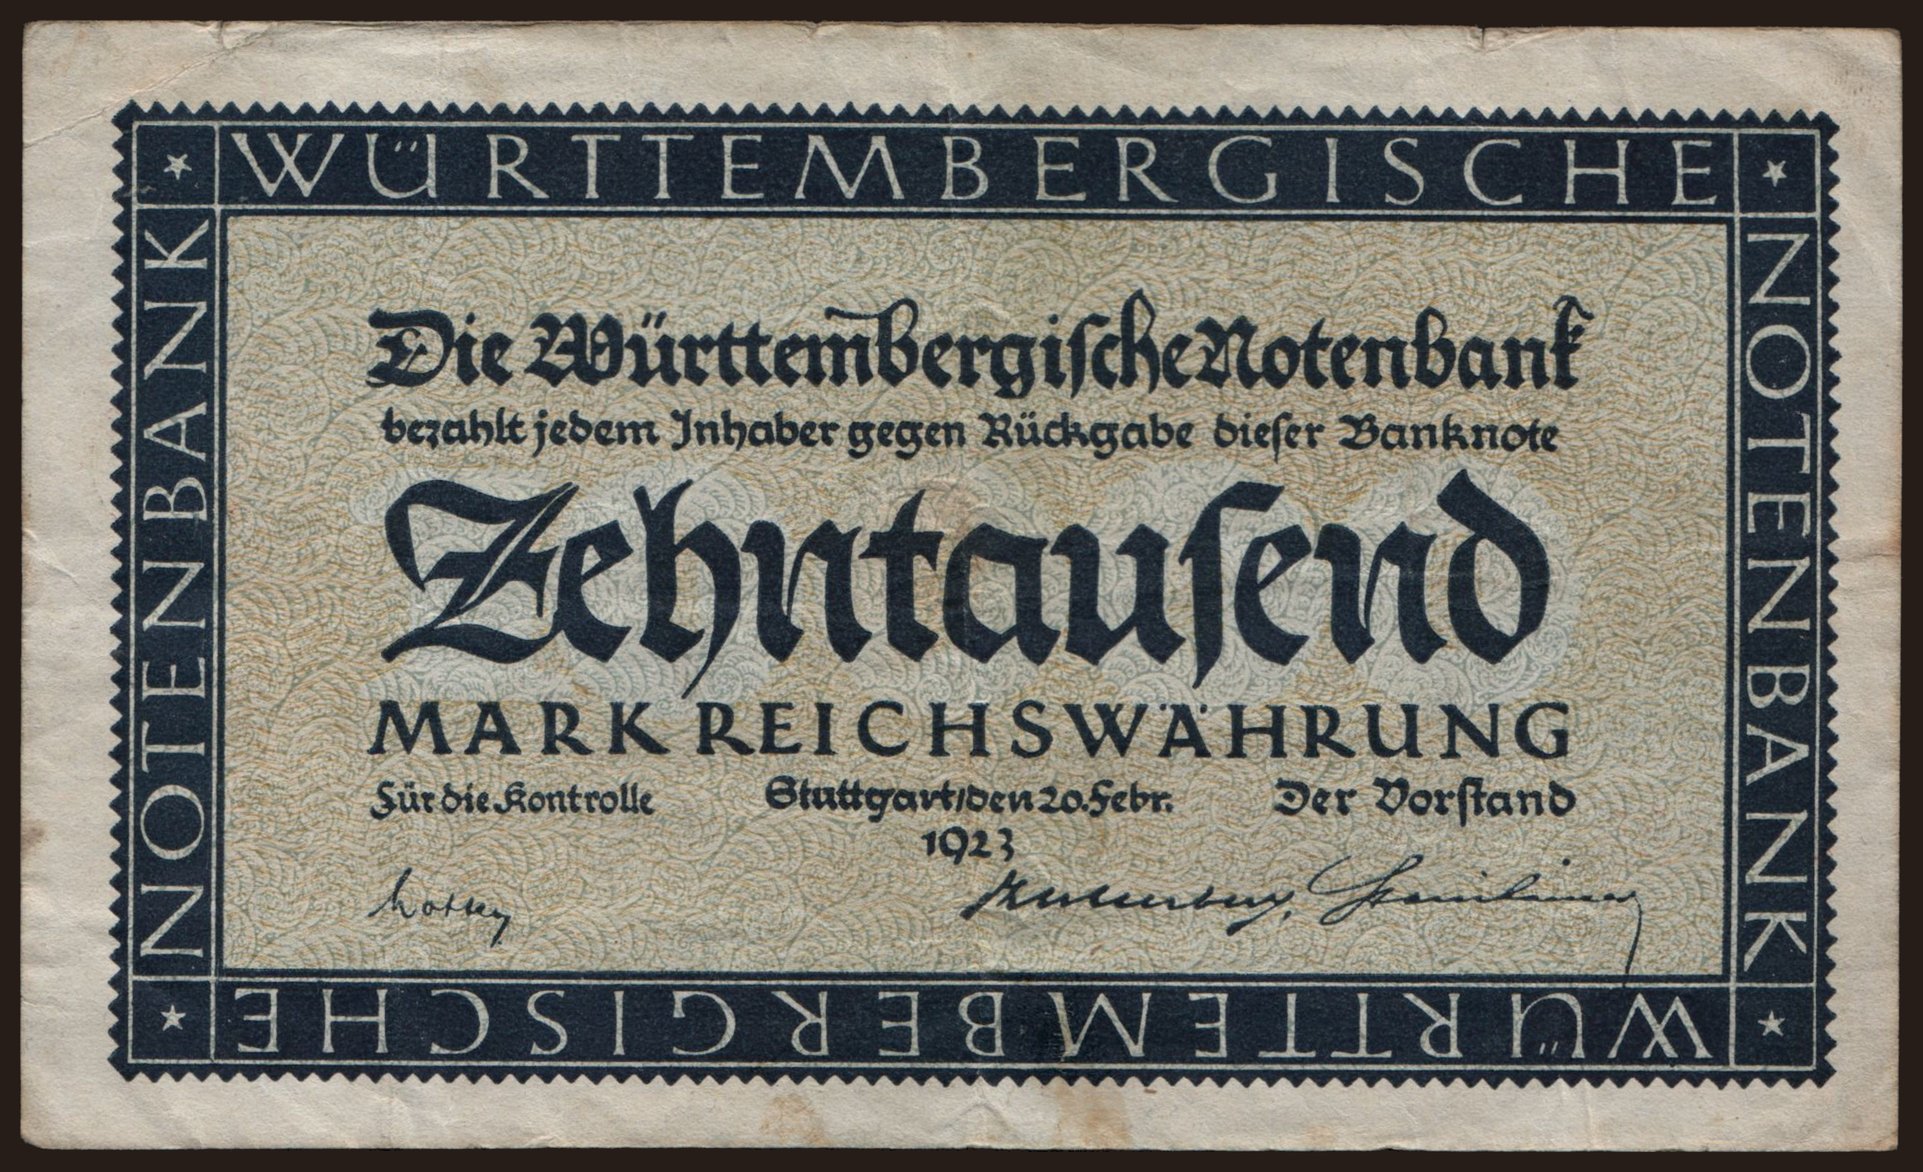 WÜRTTEMBERGISCHE
NOTENBANK
NOTENBANK
Die Württembergische Notenbank
bezahlt jedem Inhaber gegen Rückgabe dieser Banknote
Zehntausend
MARK REICHSWÄHRUNG
Für die Kontrolle Stuttgart, den 20. Febr. Der Vorstand
1923
WÜRTTEMBERGISCHE